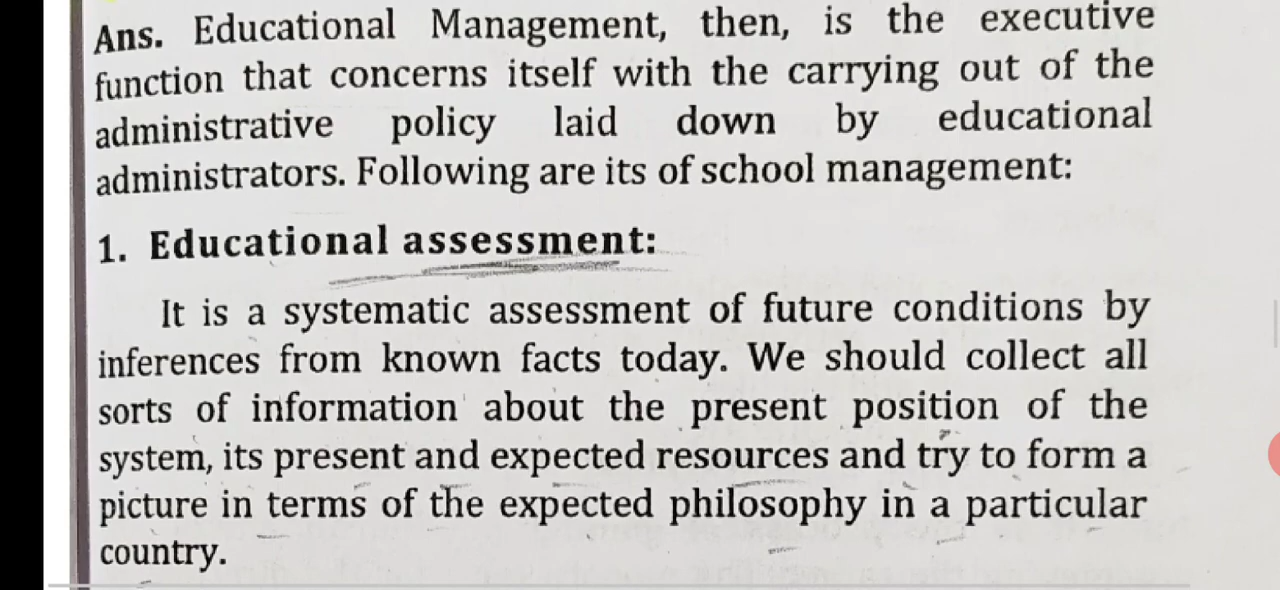 Ans. Educational Management, then, is the executive
function that concerns itself with the carrying out of the
administrative policy laid down by educational
administrators. Following are its of school management:
1. Educational assessment:
It is a systematic assessment of future conditions by
inferences from known facts today. We should collect all
sorts of information about the present position of the
system, its present and expected resources and try to form a
picture in terms of the expected philosophy in a particular
country.